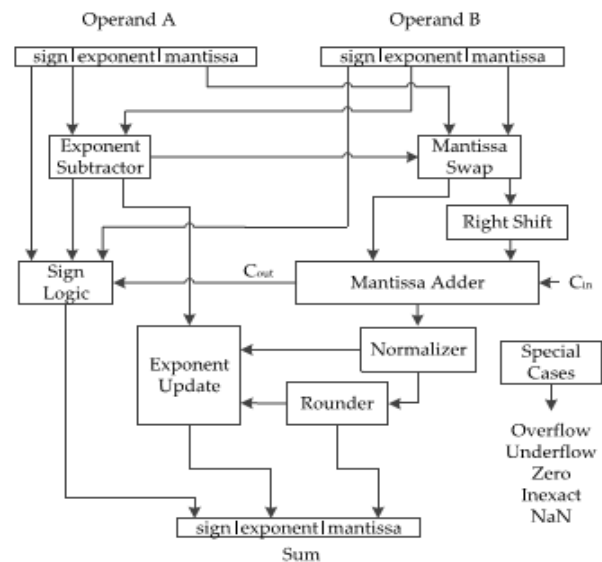 Operand A
Operand B
sign exponent mantissa
sign exponent mantissa
Exponent
Subtractor
Mantissa
Swap
Right Shift
Sign
Logic
Cout
Mantissa Adder
Cin
Exponent
Update
Normalizer
Rounder
Special
Cases
Overflow
Underflow
Zero
Inexact
NaN
sign exponent mantissa
Sum